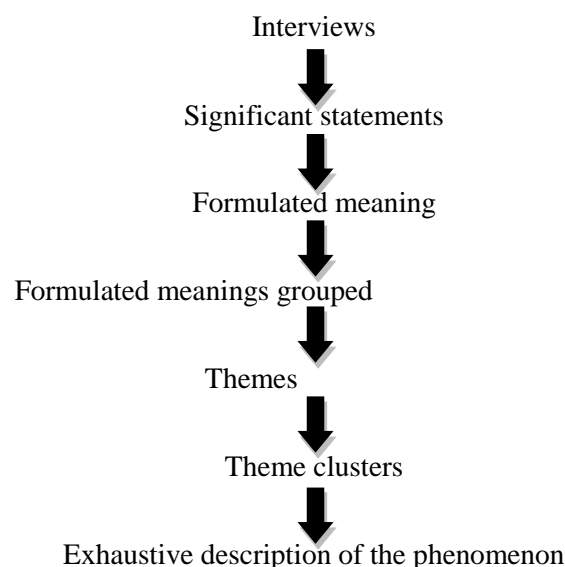 Interviews
Significant statements
Formulated meaning
Formulated meanings grouped
Themes
Theme clusters
Exhaustive description of the phenomenon